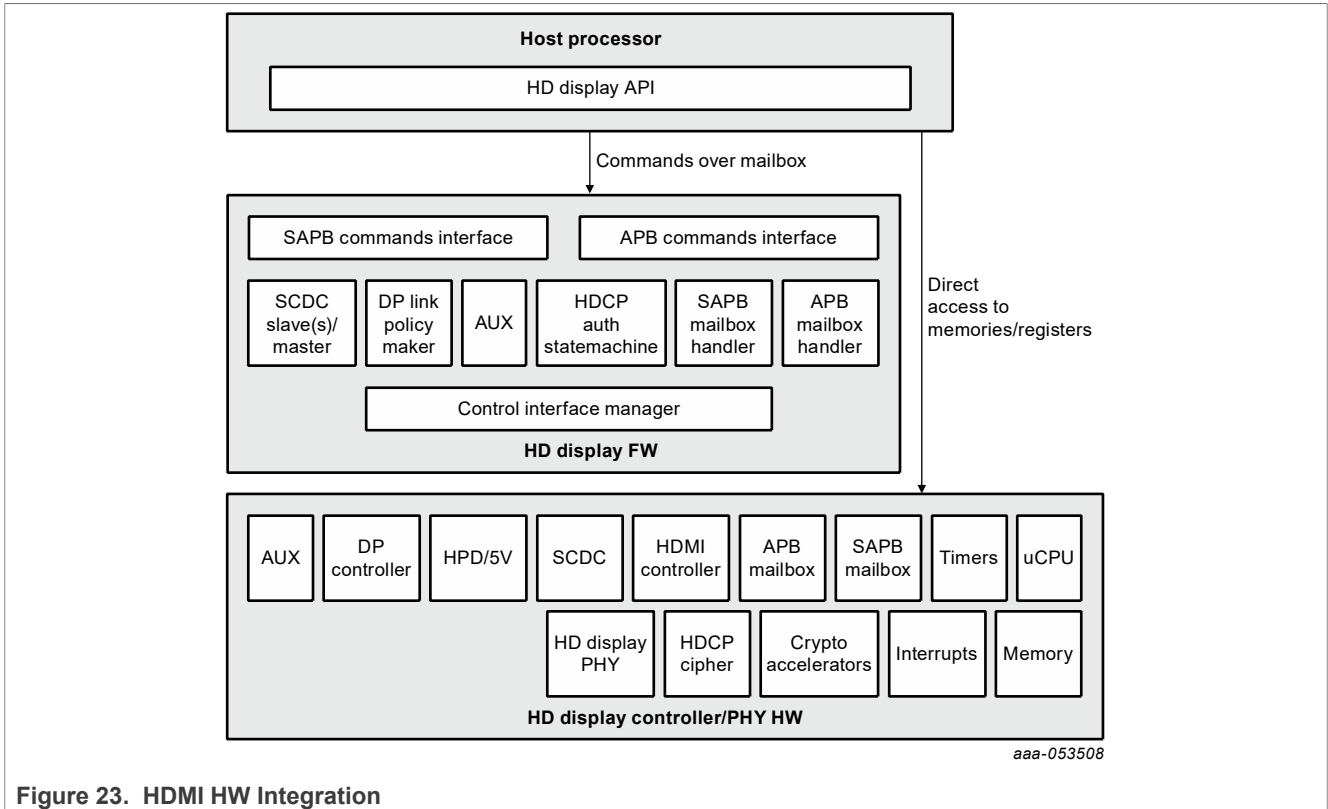 Host processor
HD display API
Commands over mailbox
SAPB commands interface
APB commands interface
Direct
access to
memories/registers
SCDC
slave(s)/
master
DP link
policy
maker
AUX
HDCP
auth
statemachine
SAPB
mailbox
handler
APB
mailbox
handler
Control interface manager
HD display FW
AUX
DP
controller
HPD/5V
SCDC
HDMI
controller
APB
mailbox
SAPB
mailbox
Timers
uCPU
HD display
PHY
HDCP
cipher
Crypto
accelerators
Interrupts
Memory
HD display controller/PHY HW
aaa-053508
Figure 23. HDMI HW Integration